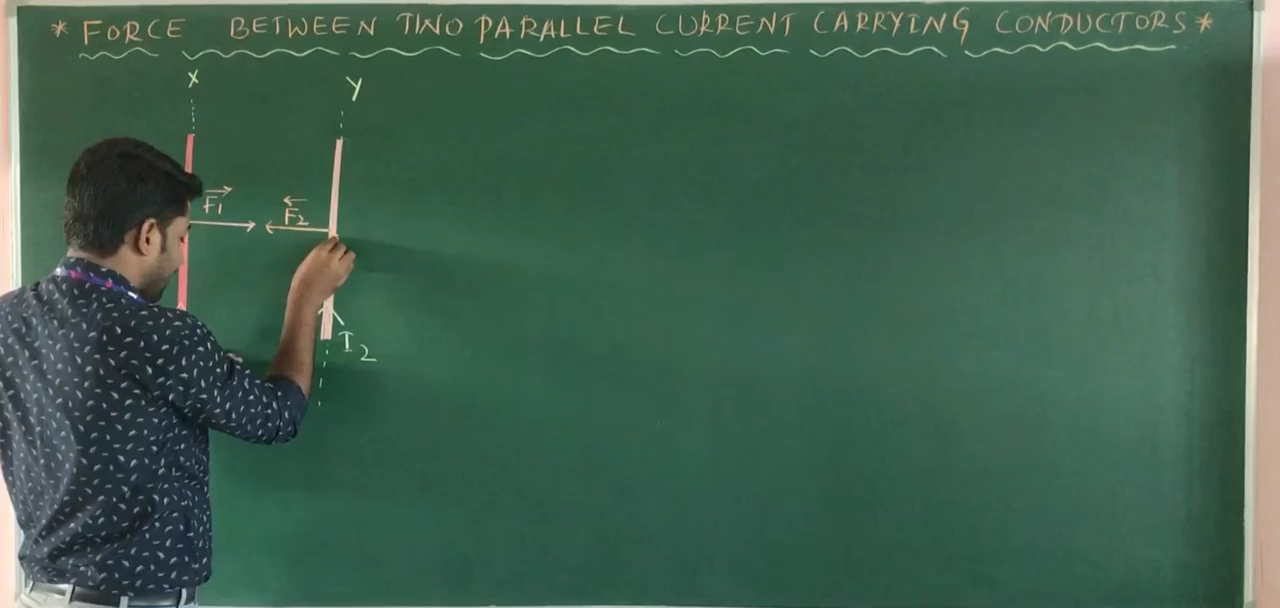 * FORCE BETWEEN TWO PARALLEL CURRENT CARRYING CONDUCTORS *
X Y
F1 F2
I2